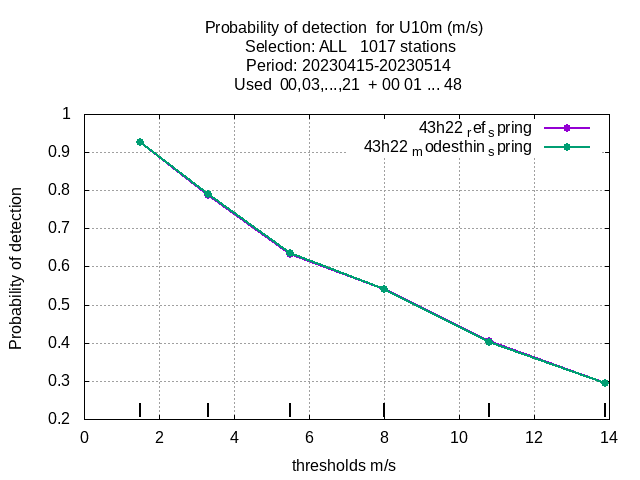 Probability of detection  for U10m (m/s)
Selection: ALL   1017 stations
Period: 20230415-20230514
Used  00,03,...,21  + 00 01 ... 48
43h22 ref spring
43h22 modesthin spring
Probability of detection
1
0.9
0.8
0.7
0.6
0.5
0.4
0.3
0.2
0 2 4 6 8 10 12 14
thresholds m/s